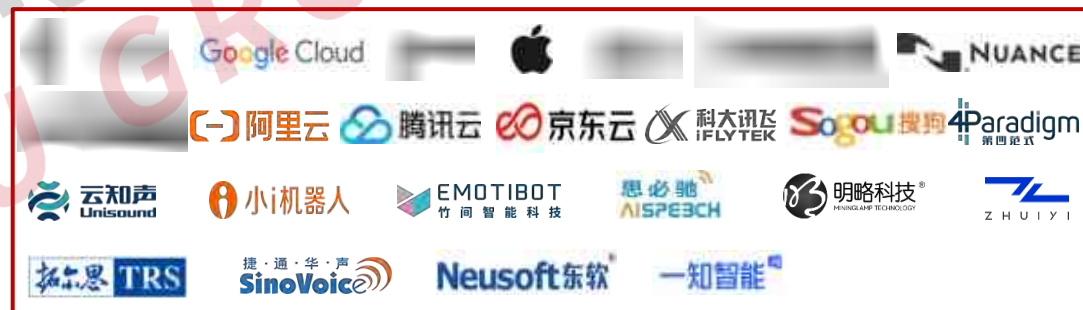 Google Cloud
NUANCE
阿里云
腾讯云
京东云
科大讯飞
iFLYTEK
Sogou搜狗
4Paradigm
第四范式
云知声
Unisound
小i机器人
EMOTIBOT
竹间智能科技
思必驰
AISPEECH
明略科技®
MININGLAMP TECHNOLOGY
ZHUIYI
拓尔思 TRS
捷·通·华·声
SinoVoice
Neusoft东软
一知智能